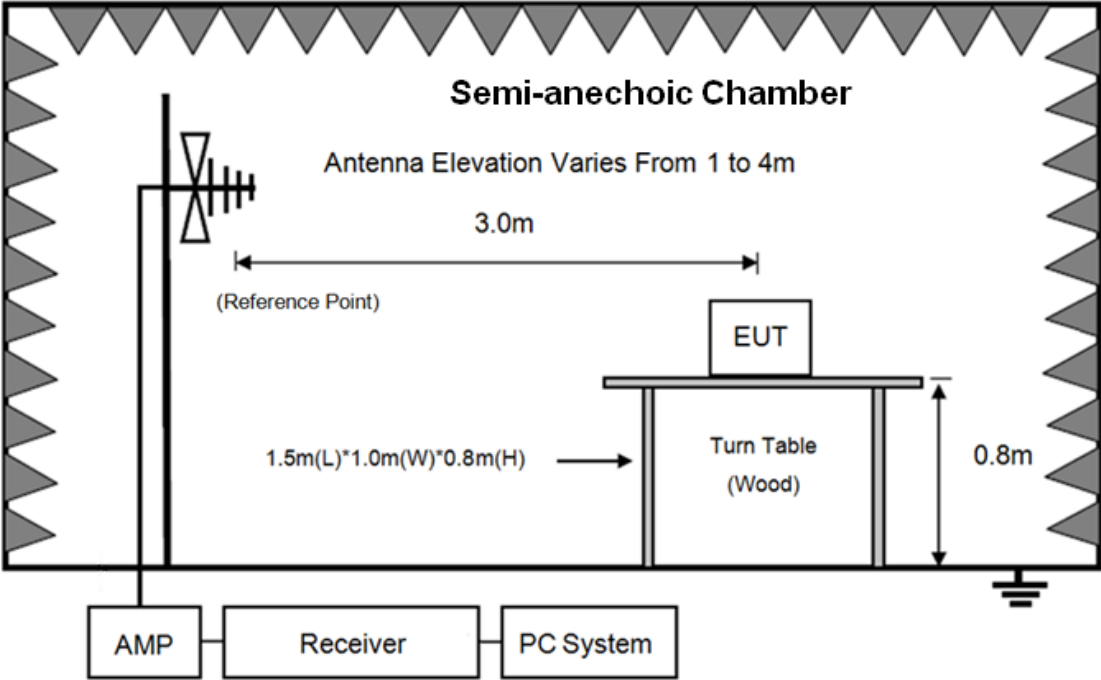 Semi-anechoic Chamber
Antenna Elevation Varies From 1 to 4m
3.0m
(Reference Point)
EUT
1.5m(L)*1.0m(W)*0.8m(H)
Turn Table
(Wood)
0.8m
AMP
Receiver
PC System